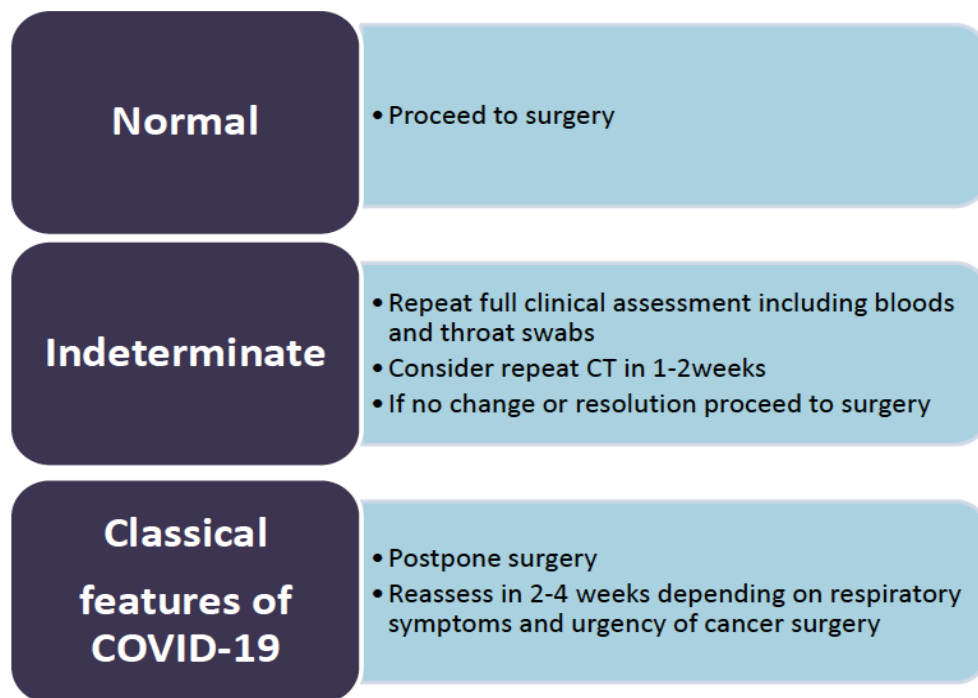 Normal
• Proceed to surgery
Indeterminate
• Repeat full clinical assessment including bloods
and throat swabs
• Consider repeat CT in 1-2weeks
• If no change or resolution proceed to surgery
Classical
features of
COVID-19
• Postpone surgery
• Reassess in 2-4 weeks depending on respiratory
symptoms and urgency of cancer surgery